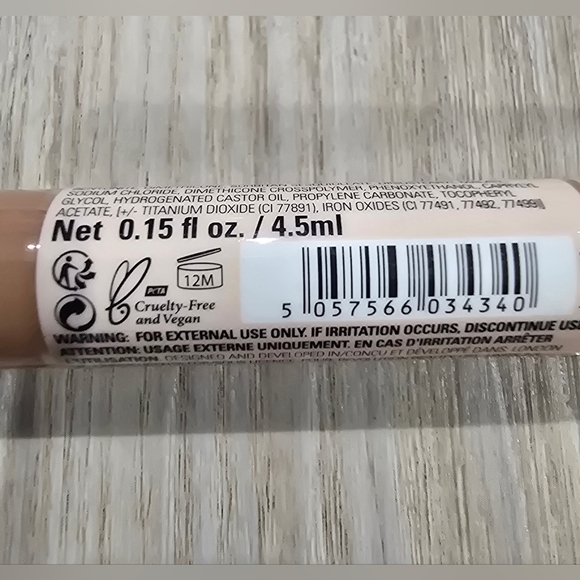 SODIUM CHLORIDE, DIMETHICONE CROSSPOLYMER, PHENOXYETHANOL, CAPRYLYL
GLYCOL, HYDROGENATED CASTOR OIL, PROPYLENE CARBONATE, TOCOPHERYL
ACETATE, [+/- TITANIUM DIOXIDE (CI 77891), IRON OXIDES (CI 77491, 77492, 77499)]
Net 0.15 fl oz. / 4.5ml
PETA
12M
Cruelty-Free
and Vegan
5 057566 034340
WARNING: FOR EXTERNAL USE ONLY. IF IRRITATION OCCURS, DISCONTINUE US
ATTENTION: USAGE EXTERNE UNIQUEMENT. EN CAS D'IRRITATION ARRÊTER
L'UTILISATION. DESIGNED AND DEVELOPED IN/CONÇU ET DÉVELOPPÉ DANS: LONDON